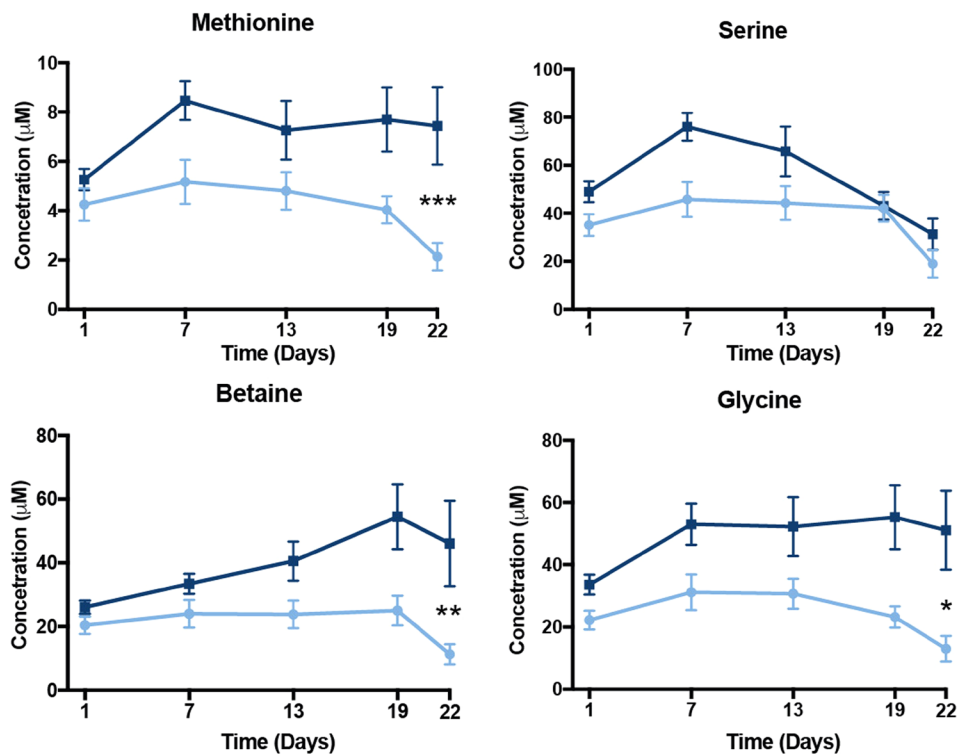 Methionine
Concetration (μM)
10
8
6
4
2
0
***
1 7 13 19 22
Time (Days)
Serine
Concetration (μM)
100
80
60
40
20
0
1 7 13 19 22
Time (Days)
Betaine
Concetration (μM)
80
60
40
20
0
**
1 7 13 19 22
Time (Days)
Glycine
Concetration (μM)
80
60
40
20
0
*
1 7 13 19 22
Time (Days)